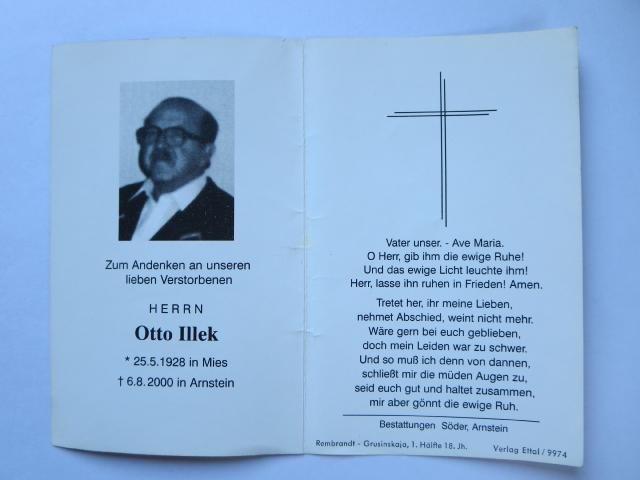 Zum Andenken an unseren
lieben Verstorbenen
HERRN
Otto Illek
* 25.5.1928 in Mies
† 6.8.2000 in Arnstein
Vater unser. - Ave Maria.
O Herr, gib ihm die ewige Ruhe!
Und das ewige Licht leuchte ihm!
Herr, lasse ihn ruhen in Frieden! Amen.
Tretet her, ihr meine Lieben,
nehmet Abschied, weint nicht mehr.
Wäre gern bei euch geblieben,
doch mein Leiden war zu schwer.
Und so muß ich denn von dannen,
schließt mir die müden Augen zu,
seid euch gut und haltet zusammen,
mir aber gönnt die ewige Ruh.
Bestattungen Söder, Arnstein
Rembrandt - Grusinskaja, 1. Hälfte 18. Jh. Verlag Ettal / 9974